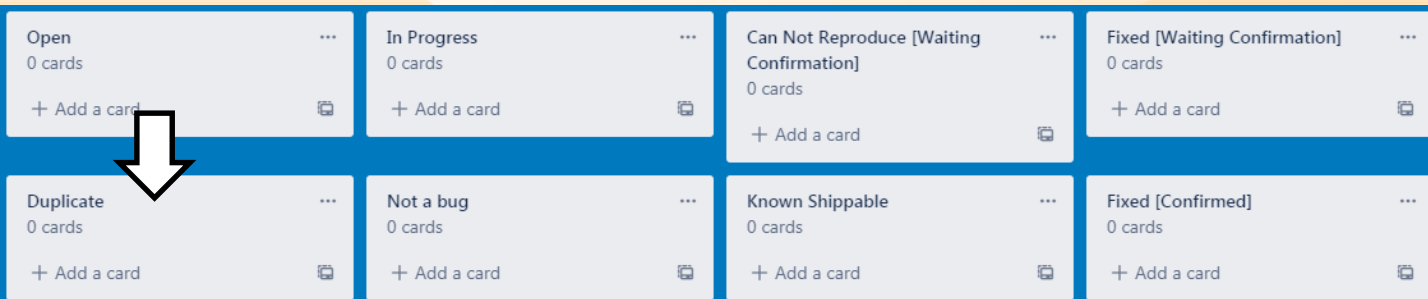 Open
0 cards
+ Add a card
In Progress
0 cards
+ Add a card
Can Not Reproduce [Waiting
Confirmation]
0 cards
+ Add a card
Fixed [Waiting Confirmation]
0 cards
+ Add a card
Duplicate
0 cards
+ Add a card
Not a bug
0 cards
+ Add a card
Known Shippable
0 cards
+ Add a card
Fixed [Confirmed]
0 cards
+ Add a card